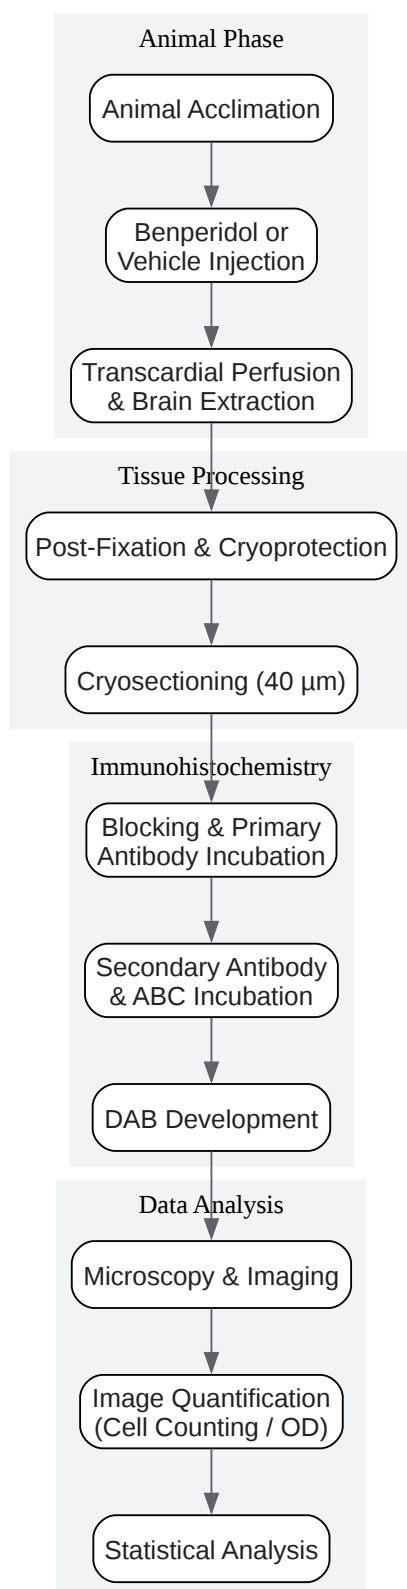 Animal Phase
Animal Acclimation
Benperidol or
Vehicle Injection
Transcardial Perfusion
& Brain Extraction
Tissue Processing
Post-Fixation & Cryoprotection
Cryosectioning (40 µm)
Immunohistochemistry
Blocking & Primary
Antibody Incubation
Secondary Antibody
& ABC Incubation
DAB Development
Data Analysis
Microscopy & Imaging
Image Quantification
(Cell Counting / OD)
Statistical Analysis